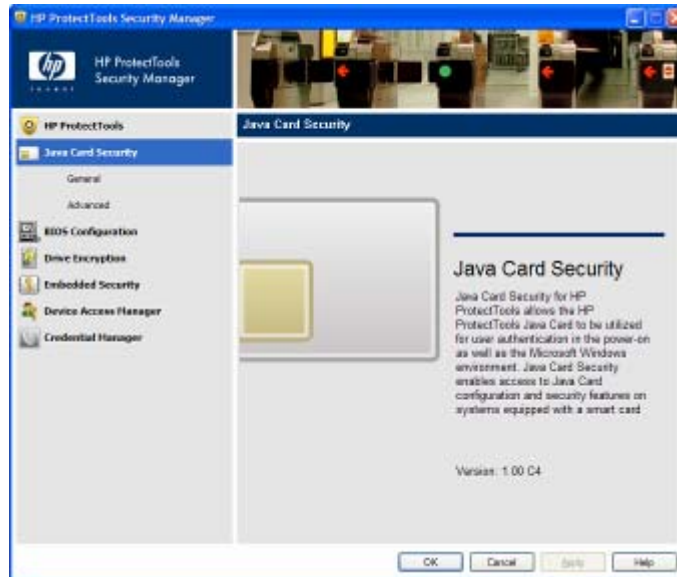 HP ProtectTools Security Manager
hp
invent
HP ProtectTools
Security Manager
HP ProtectTools
Java Card Security
General
Advanced
BIOS Configuration
Drive Encryption
Embedded Security
Device Access Manager
Credential Manager
Java Card Security
Java Card Security
Java Card Security for HP
ProtectTools allows the HP
ProtectTools Java Card to be utilized
for user authentication in the power-on
as well as the Microsoft Windows
environment. Java Card Security
enables access to Java Card
configuration and security features on
systems equipped with a smart card
Version: 1.00 C4
OK
Cancel
Apply
Help